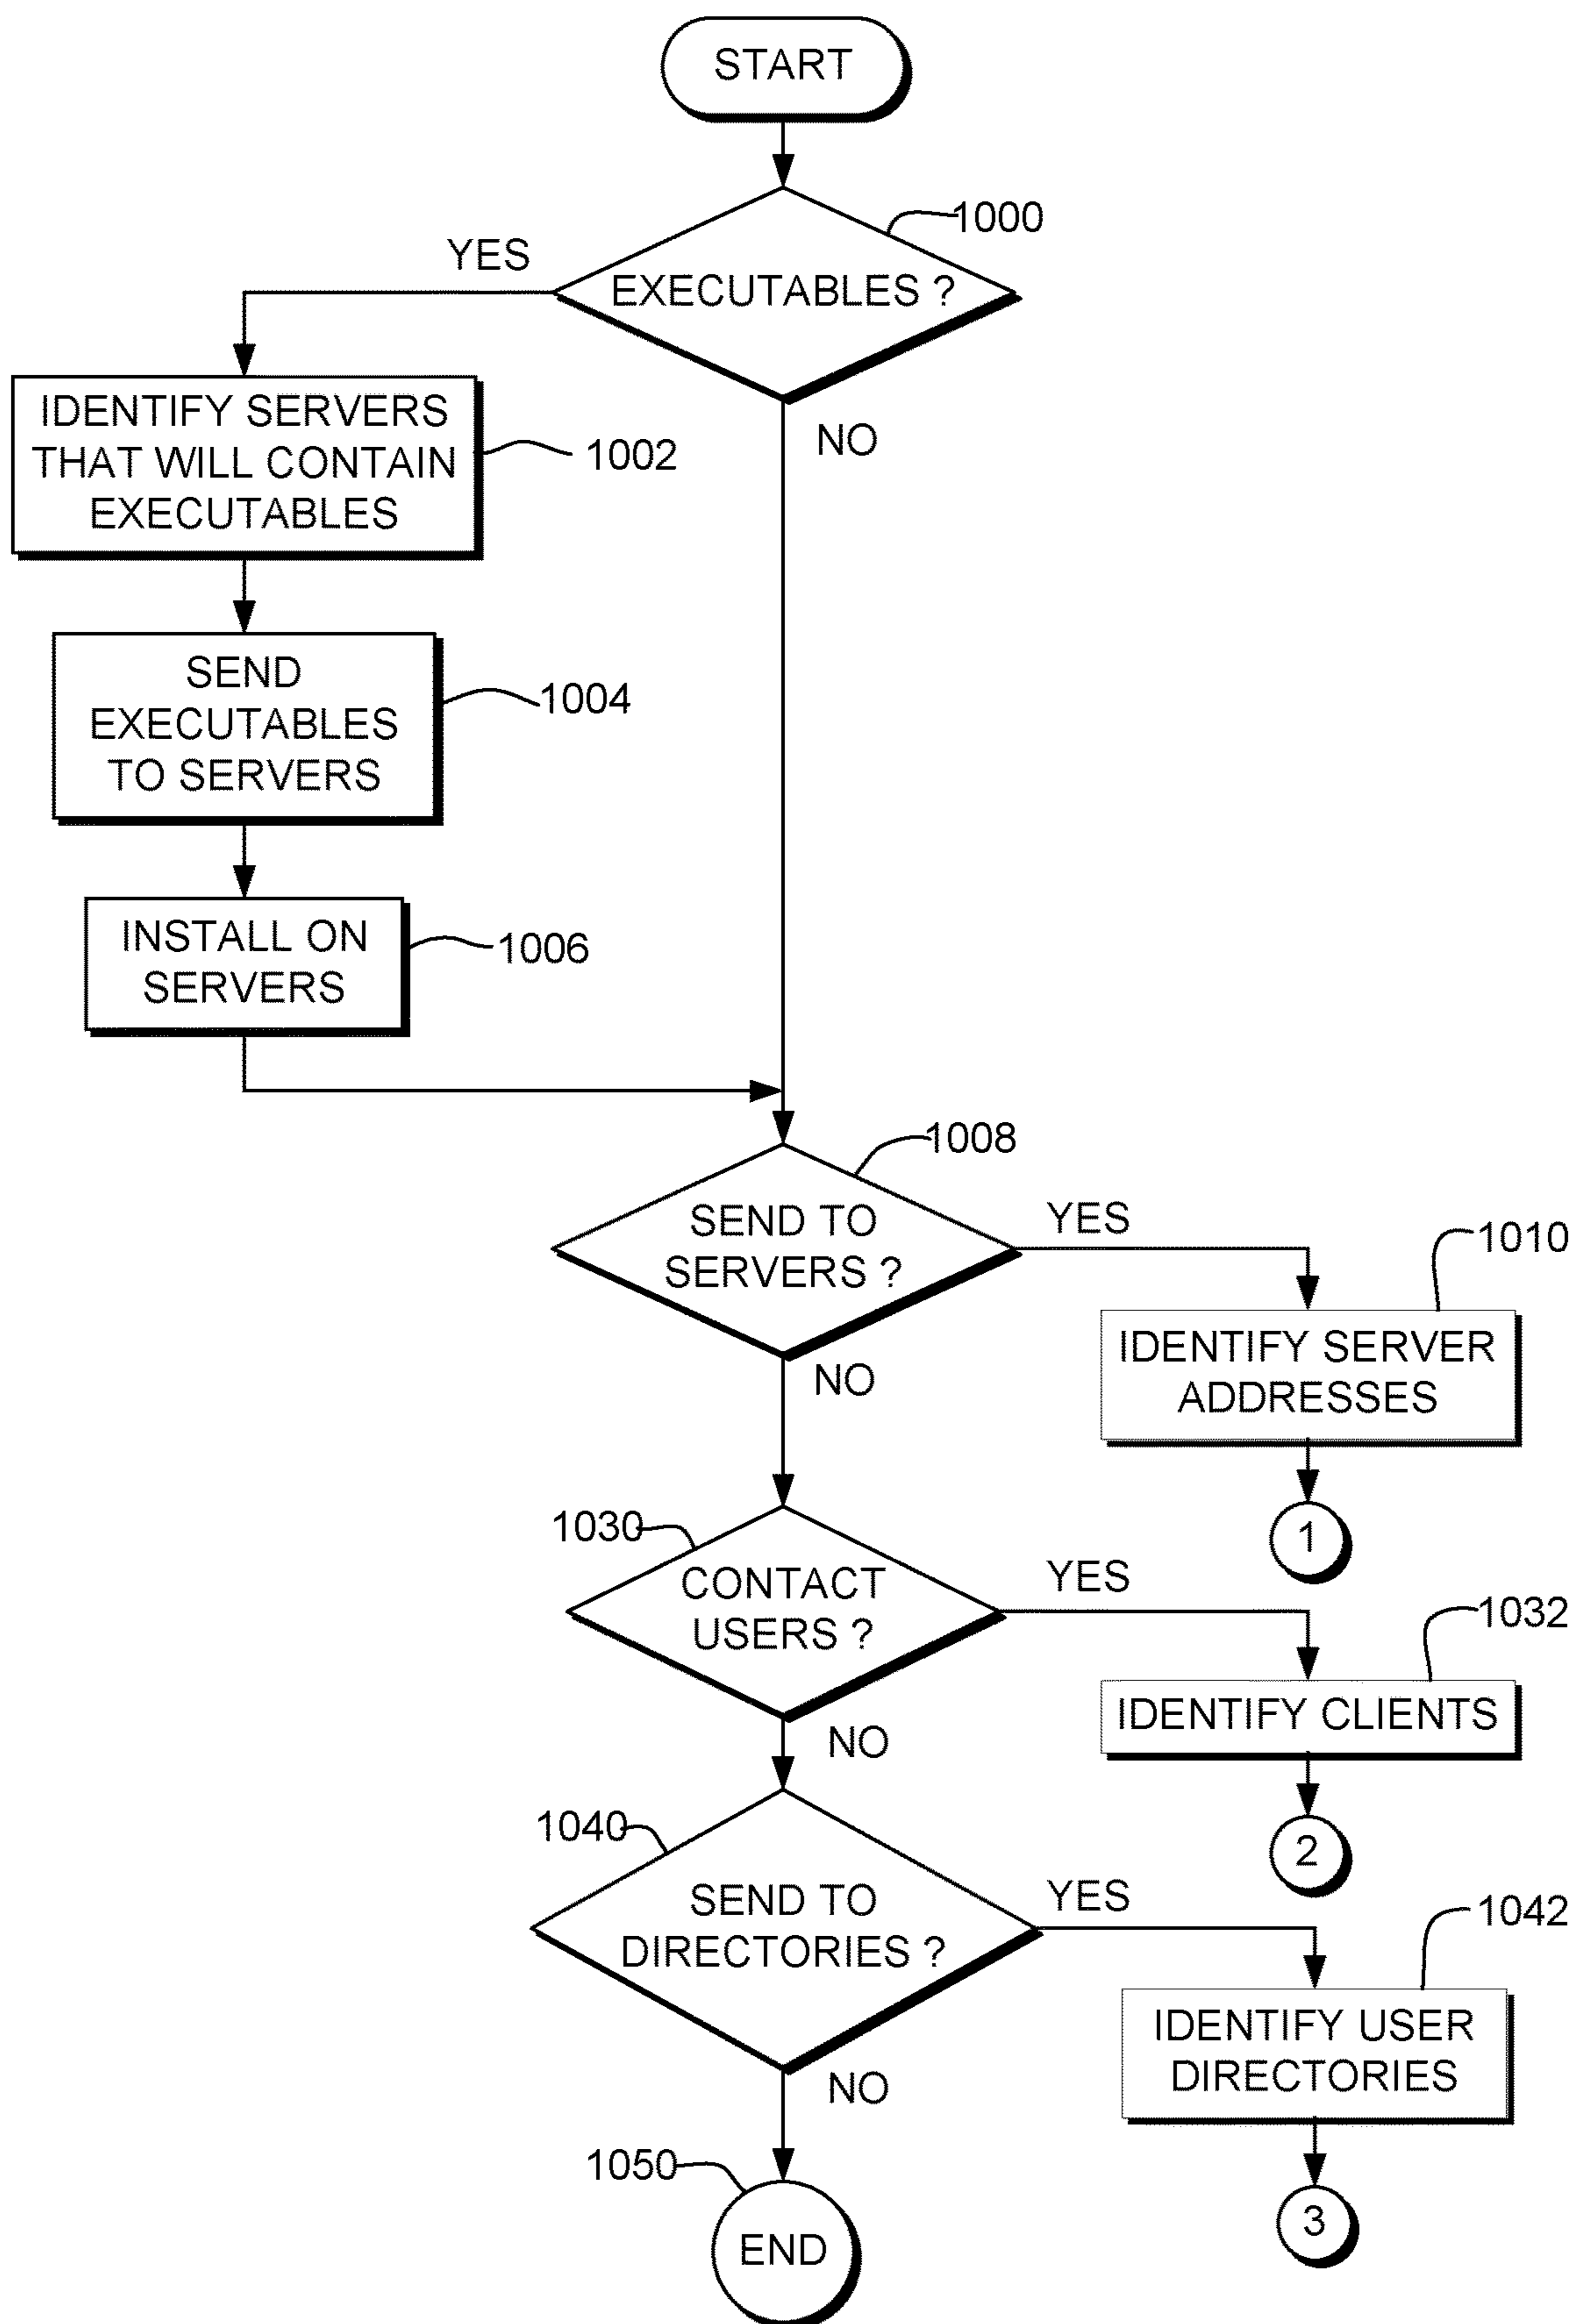 START
1000
YES
EXECUTABLES ?
IDENTIFY SERVERS
THAT WILL CONTAIN
EXECUTABLES
1002
NO
SEND
EXECUTABLES
TO SERVERS
1004
INSTALL ON
SERVERS
1006
1008
SEND TO
SERVERS ?
YES
1010
IDENTIFY SERVER
ADDRESSES
NO
1
1030
CONTACT
USERS ?
YES
1032
IDENTIFY CLIENTS
NO
2
1040
SEND TO
DIRECTORIES ?
YES
1042
IDENTIFY USER
DIRECTORIES
NO
1050
END
3